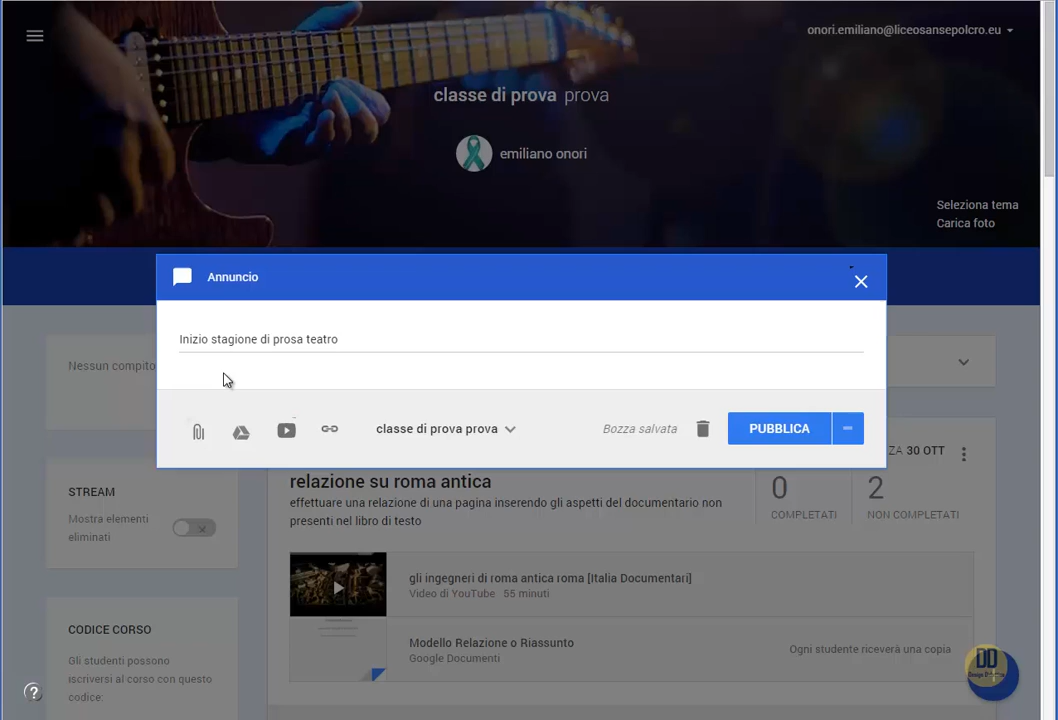 onori.emiliano@liceosansepolcro.eu
classe di prova prova
emiliano onori
Seleziona tema
Carica foto
Annuncio
Nessun compito
Inizio stagione di prosa teatro
classe di prova prova
Bozza salvata
PUBBLICA
ZA 30 OTT
STREAM
Mostra elementi
eliminati
relazione su roma antica
effettuare una relazione di una pagina inserendo gli aspetti del documentario non
presenti nel libro di testo
0
COMPLETATI
2
NON COMPLETATI
gli ingegneri di roma antica roma [Italia Documentari]
Video di YouTube 55 minuti
Modello Relazione o Riassunto
Google Documenti
Ogni studente riceverà una copia
CODICE CORSO
Gli studenti possono
iscriversi al corso con questo
codice:
DD